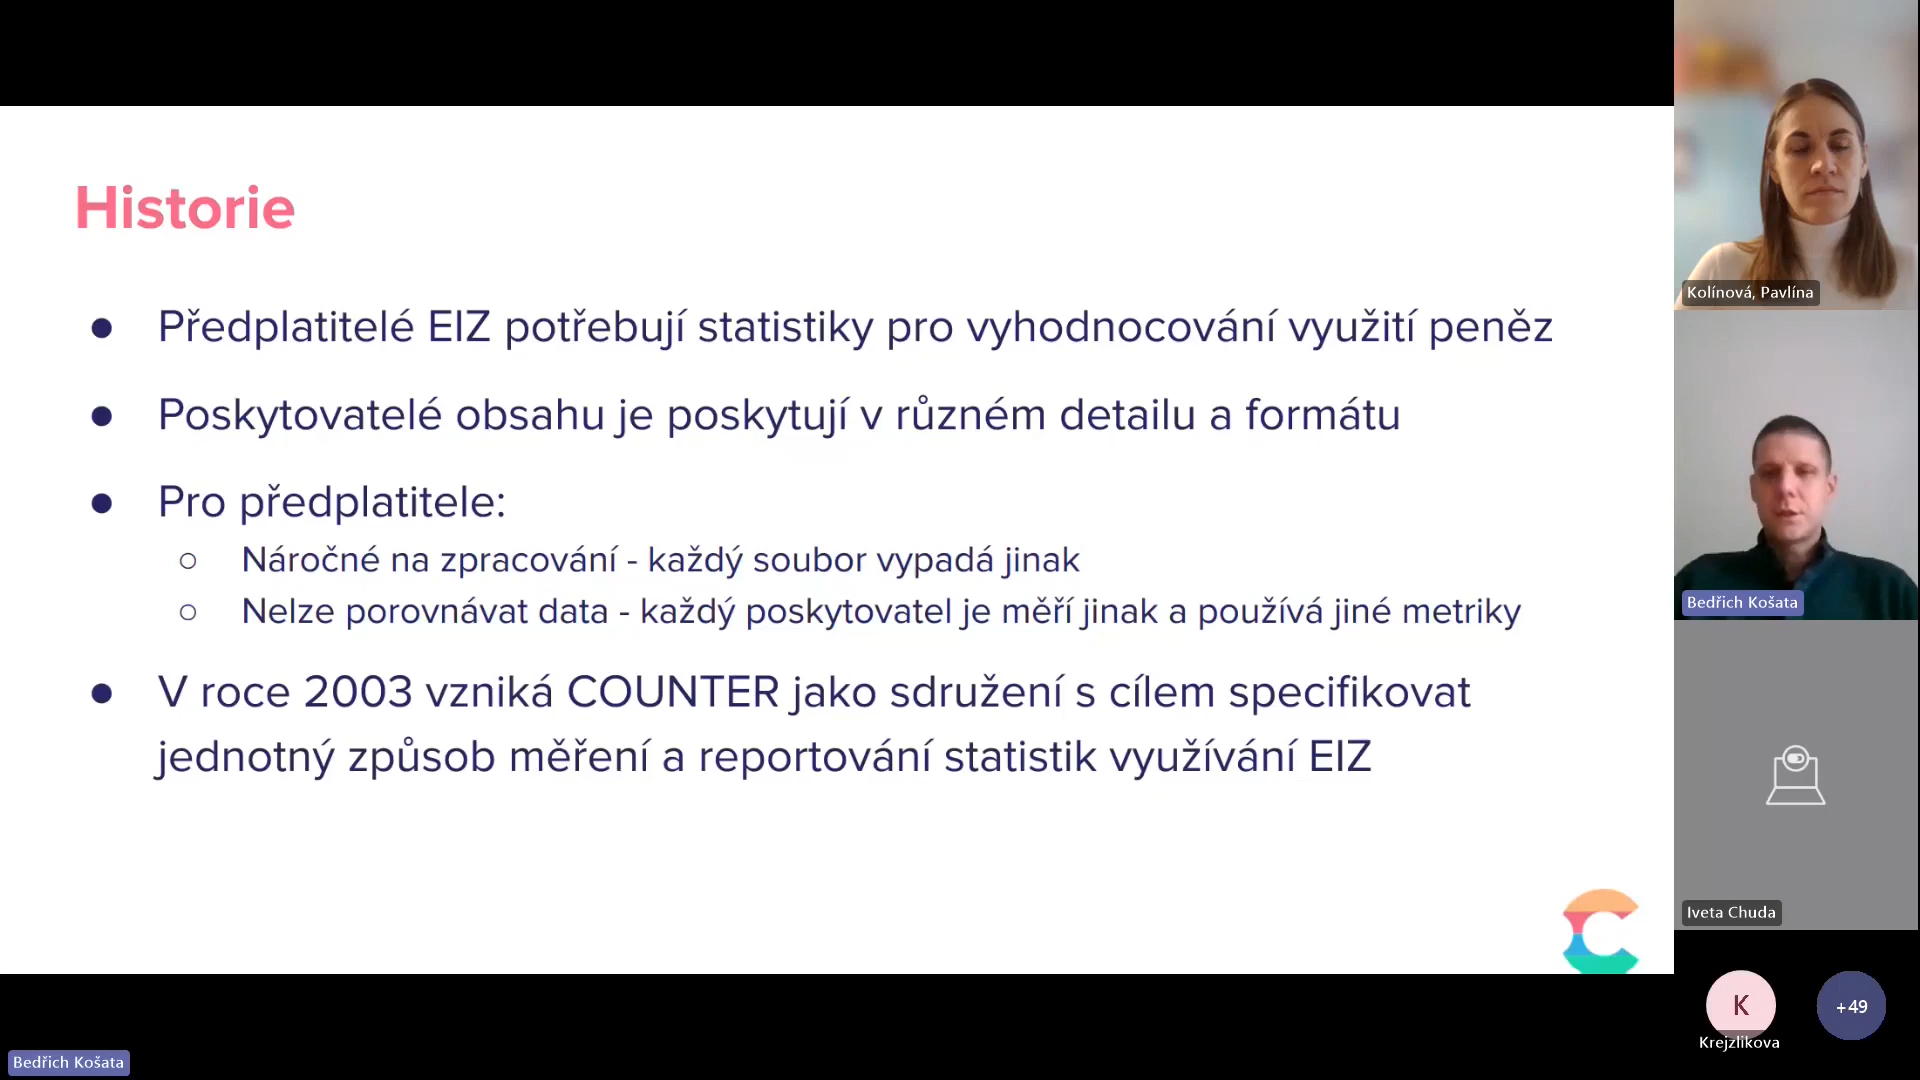 Historie
● Předplatitelé EIZ potřebují statistiky pro vyhodnocování využití peněz
● Poskytovatelé obsahu je poskytují v různém detailu a formátu
● Pro předplatitele:
○ Náročné na zpracování - každý soubor vypadá jinak
○ Nelze porovnávat data - každý poskytovatel je měří jinak a používá jiné metriky
● V roce 2003 vzniká COUNTER jako sdružení s cílem specifikovat
jednotný způsob měření a reportování statistik využívání EIZ
Bedřich Košata
Kolínová, Pavlína
Bedřich Košata
Iveta Chuda
K
Krejzlikova
+49